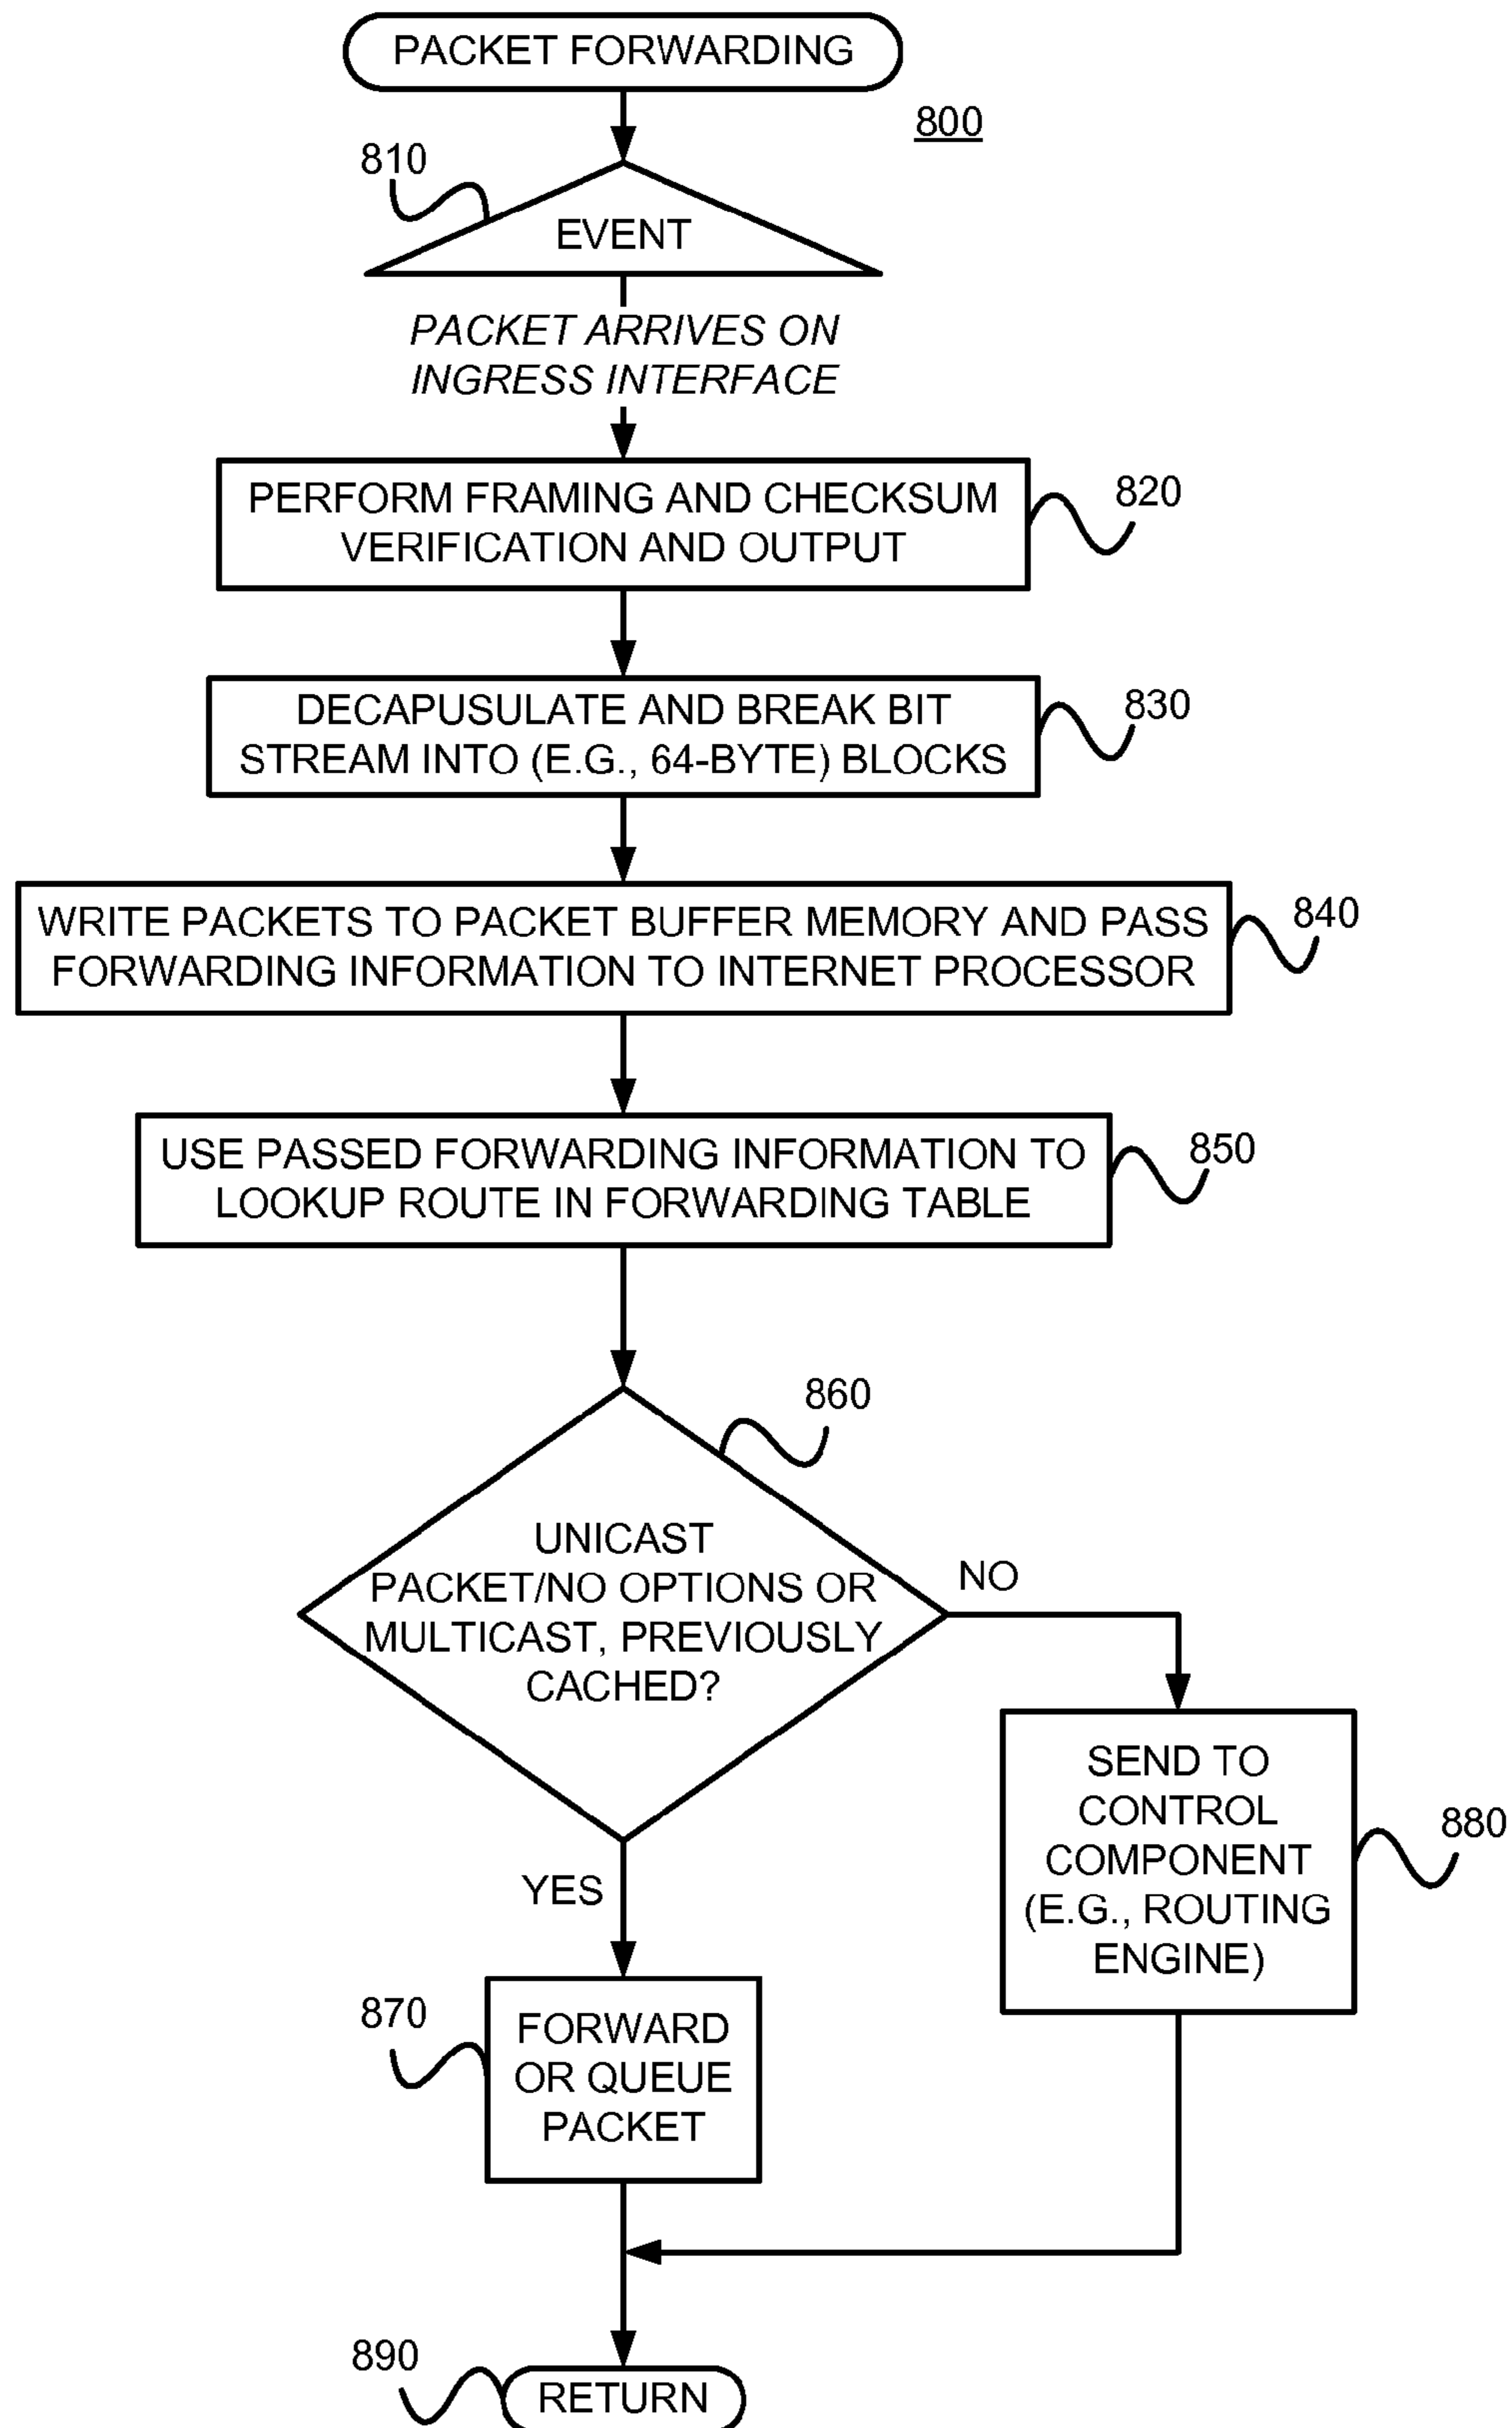 PACKET FORWARDING
800
810
EVENT
PACKET ARRIVES ON
INGRESS INTERFACE
PERFORM FRAMING AND CHECKSUM
VERIFICATION AND OUTPUT
820
DECAPUSULATE AND BREAK BIT
STREAM INTO (E.G., 64-BYTE) BLOCKS
830
WRITE PACKETS TO PACKET BUFFER MEMORY AND PASS
FORWARDING INFORMATION TO INTERNET PROCESSOR
840
USE PASSED FORWARDING INFORMATION TO
LOOKUP ROUTE IN FORWARDING TABLE
850
860
UNICAST
PACKET/NO OPTIONS OR
MULTICAST, PREVIOUSLY
CACHED?
NO
YES
SEND TO
CONTROL
COMPONENT
(E.G., ROUTING
ENGINE)
880
870
FORWARD
OR QUEUE
PACKET
890
RETURN